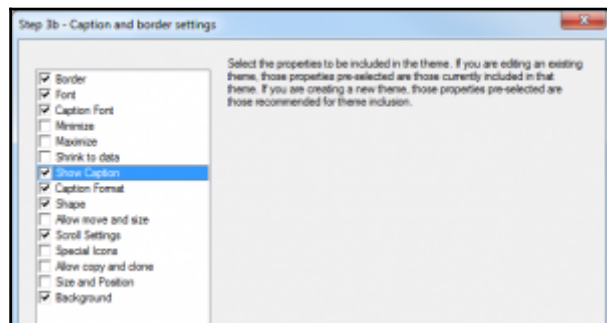 Step 3b - Caption and border settings
Select the properties to be included in the theme. If you are editing an existing
theme, those properties pre-selected are those currently included in that
theme. If you are creating a new theme, those properties pre-selected are
those recommended for theme inclusion.
Border
Font
Caption Font
Minimize
Maximize
Shrink to data
Show Caption
Caption Format
Shape
Allow move and size
Scroll Settings
Special Icons
Allow copy and clone
Size and Position
Background